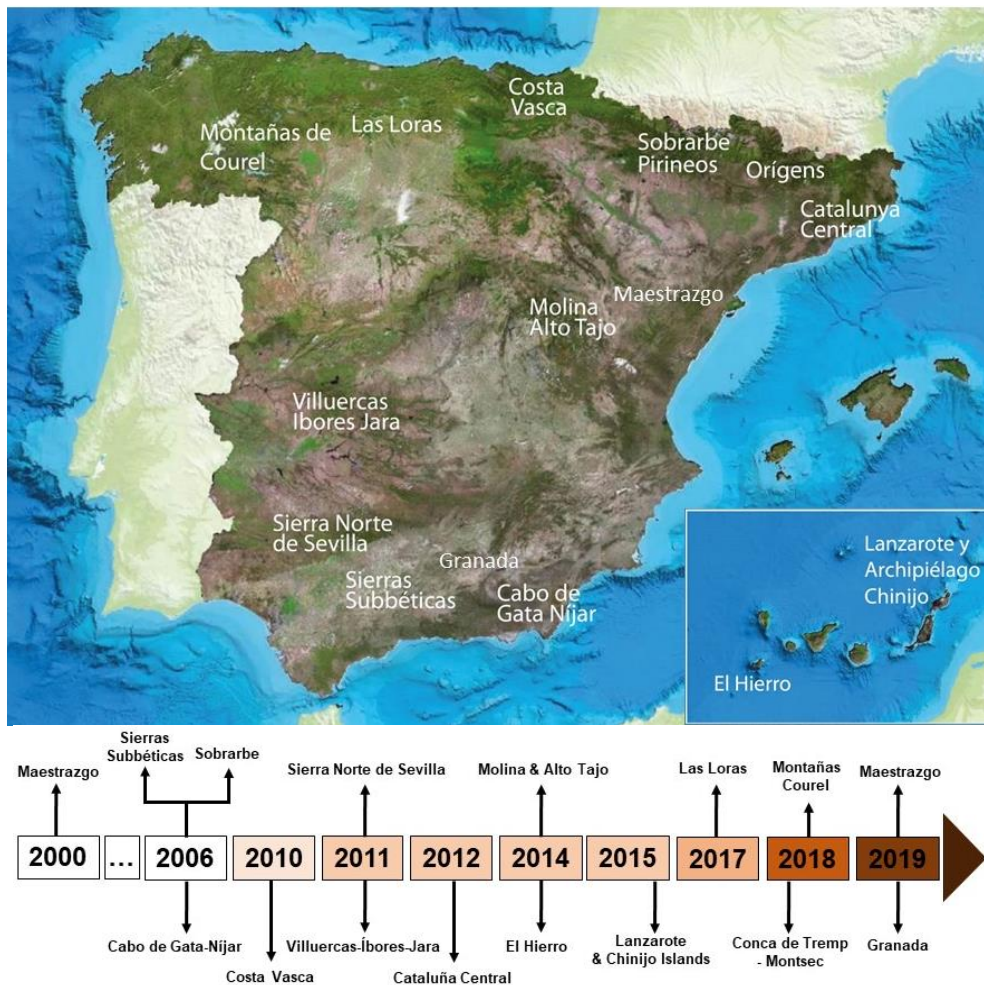 Costa
Vasca
Las Loras
Montañas de
Courel
Sobrarbe
Pirineos
Orígens
Catalunya
Central
Maestrazgo
Molina
Alto Tajo
Villuercas
Ibores Jara
Sierra Norte
de Sevilla
Granada
Sierras
Subbéticas
Cabo de
Gata Níjar
Lanzarote y
Archipiélago
Chinijo
El Hierro
Sierras
Subbéticas
Sobrarbe
Maestrazgo
Sierra Norte de Sevilla
Molina & Alto Tajo
Las Loras
Montañas
Courel
Maestrazgo
2000 ... 2006 2010 2011 2012 2014 2015 2017 2018 2019
Cabo de Gata-Níjar
Costa Vasca
Villuercas-Íbores-Jara
Cataluña Central
El Hierro
Lanzarote
& Chinijo Islands
Conca de Tremp
- Montsec
Granada